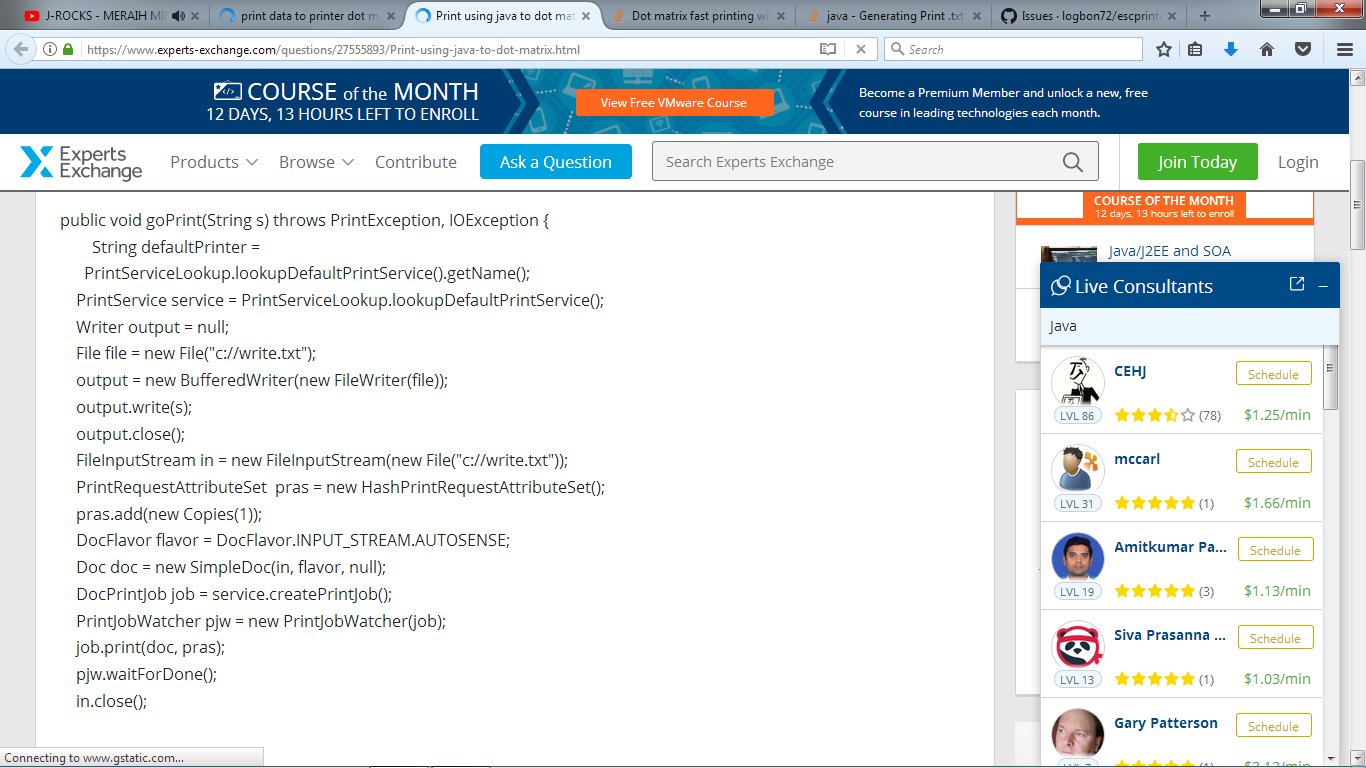 J-ROCKS - MERAIH MI
print data to printer dot m
Print using java to dot mat
Dot matrix fast printing wi
java - Generating Print .txt
Issues · logbon72/escprint
https://www.experts-exchange.com/questions/27555893/Print-using-java-to-dot-matrix.html
Search
COURSE of the MONTH
12 DAYS, 13 HOURS LEFT TO ENROLL
View Free VMware Course
Become a Premium Member and unlock a new, free
course in leading technologies each month.
Experts
Exchange
Products
Browse
Contribute
Ask a Question
Search Experts Exchange
Join Today
Login
public void goPrint(String s) throws PrintException, IOException {
String defaultPrinter =
PrintServiceLookup.lookupDefaultPrintService().getName();
PrintService service = PrintServiceLookup.lookupDefaultPrintService();
Writer output = null;
File file = new File("c://write.txt");
output = new BufferedWriter(new FileWriter(file));
output.write(s);
output.close();
FileInputStream in = new FileInputStream(new File("c://write.txt"));
PrintRequestAttributeSet  pras = new HashPrintRequestAttributeSet();
pras.add(new Copies(1));
DocFlavor flavor = DocFlavor.INPUT_STREAM.AUTOSENSE;
Doc doc = new SimpleDoc(in, flavor, null);
DocPrintJob job = service.createPrintJob();
PrintJobWatcher pjw = new PrintJobWatcher(job);
job.print(doc, pras);
pjw.waitForDone();
in.close();
COURSE OF THE MONTH
12 days, 13 hours left to enroll
Java/J2EE and SOA
Live Consultants
Java
CEHJ
Schedule
LVL 86
(78)
$1.25/min
mccarl
Schedule
LVL 31
(1)
$1.66/min
Amitkumar Pa...
Schedule
LVL 19
(3)
$1.13/min
Siva Prasanna ...
Schedule
LVL 13
(1)
$1.03/min
Gary Patterson
Schedule
Connecting to www.gstatic.com...